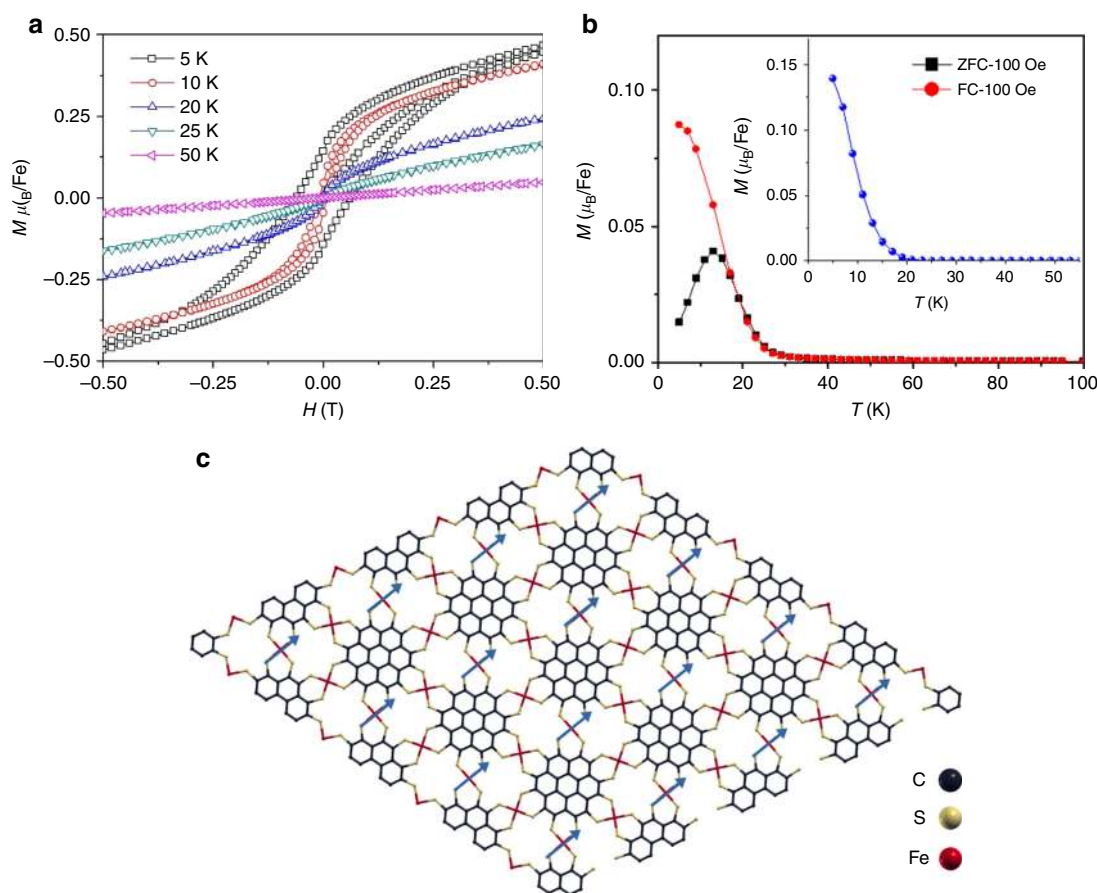 a
0.50
0.25
0.00
−0.25
−0.50
M μ(B/Fe)
5 K
10 K
20 K
25 K
50 K
−0.50 −0.25 0.00 0.25 0.50
H (T)
b
0.10
0.05
0.00
M (μB/Fe)
0 20 40 60 80 100
T (K)
ZFC-100 Oe
FC-100 Oe
0.15
0.10
0.05
0.00
M (μB/Fe)
0 10 20 30 40 50
T (K)
c
C
S
Fe